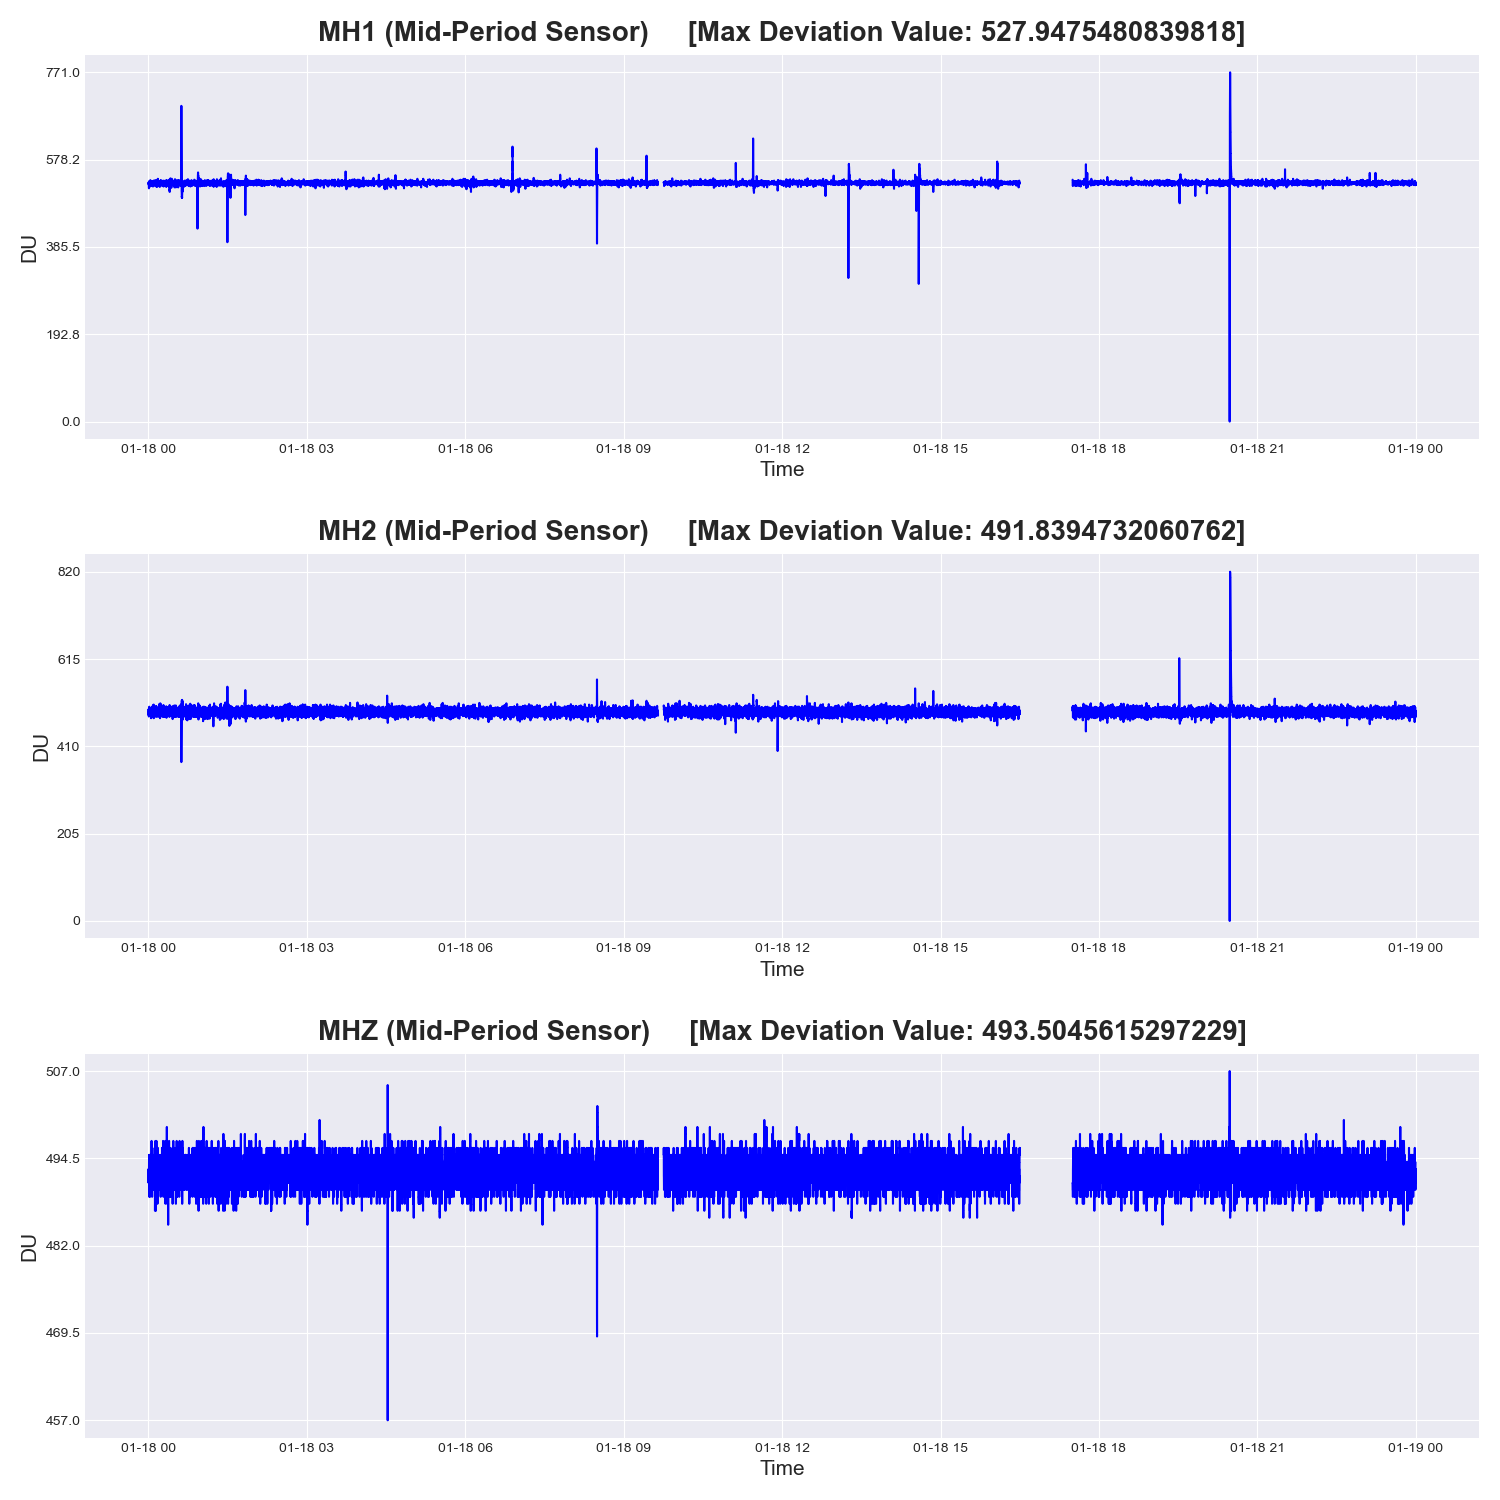 MH1 (Mid-Period Sensor) [Max Deviation Value: 527.9475480839818]
771.0
578.2
385.5
192.8
0.0
DU
01-18 00 01-18 03 01-18 06 01-18 09 01-18 12 01-18 15 01-18 18 01-18 21 01-19 00
Time
MH2 (Mid-Period Sensor) [Max Deviation Value: 491.8394732060762]
820
615
410
205
0
DU
01-18 00 01-18 03 01-18 06 01-18 09 01-18 12 01-18 15 01-18 18 01-18 21 01-19 00
Time
MHZ (Mid-Period Sensor) [Max Deviation Value: 493.5045615297229]
507.0
494.5
482.0
469.5
457.0
DU
01-18 00 01-18 03 01-18 06 01-18 09 01-18 12 01-18 15 01-18 18 01-18 21 01-19 00
Time